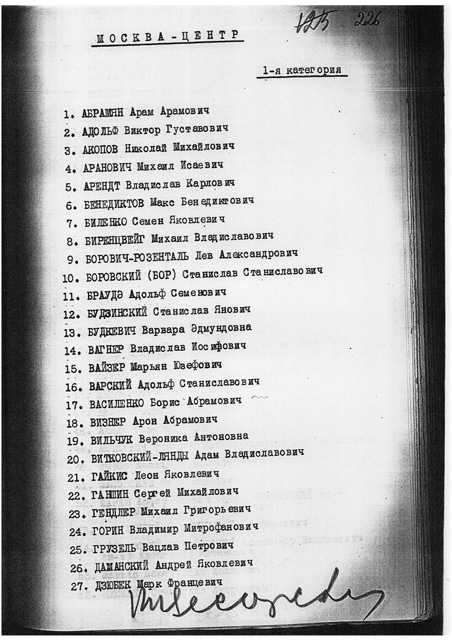 125 226
МОСКВА-ЦЕНТР
1-я категория
1. АБРАМЯН Арам Арамович
2. АДОЛЬФ Виктор Густавович
3. АКОПОВ Николай Михайлович
4. АРАНОВИЧ Михаил Исаевич
5. АРЕНДТ Владислав Карлович
6. БЕНЕДИКТОВ Макс Бенедиктович
7. БИЛЕНКО Семен Яковлевич
8. БИРЕНЦВЕЙГ Михаил Владиславович
9. БОРОВИЧ-РОЗЕНТАЛЬ Лев Александрович
10. БОРОВСКИЙ (БОР) Станислав Станиславович
11. БРАУДЭ Адольф Семенович
12. БУДЗИНСКИЙ Станислав Янович
13. БУДКЕВИЧ Варвара Эдмундовна
14. ВАГНЕР Владислав Иосифович
15. ВАЙЗЕР Марьян Юзефович
16. ВАРСКИЙ Адольф Станиславович
17. ВАСИЛЕНКО Борис Абрамович
18. ВИЗНЕР Арон Абрамович
19. ВИЛЬЧУК Вероника Антоновна
20. ВИТКОВСКИЙ-ЛЯНДЫ Адам Владиславович
21. ГАЙКИС Леон Яковлевич
22. ГАНШИН Сергей Михайлович
23. ГЕНДЛЕР Михаил Григорьевич
24. ГОРИН Владимир Митрофанович
25. ГРУЗЕЛЬ Вацлав Петрович
26. ДАМАНСКИЙ Андрей Яковлевич
27. ДЗЮБЕК Марк Францевич